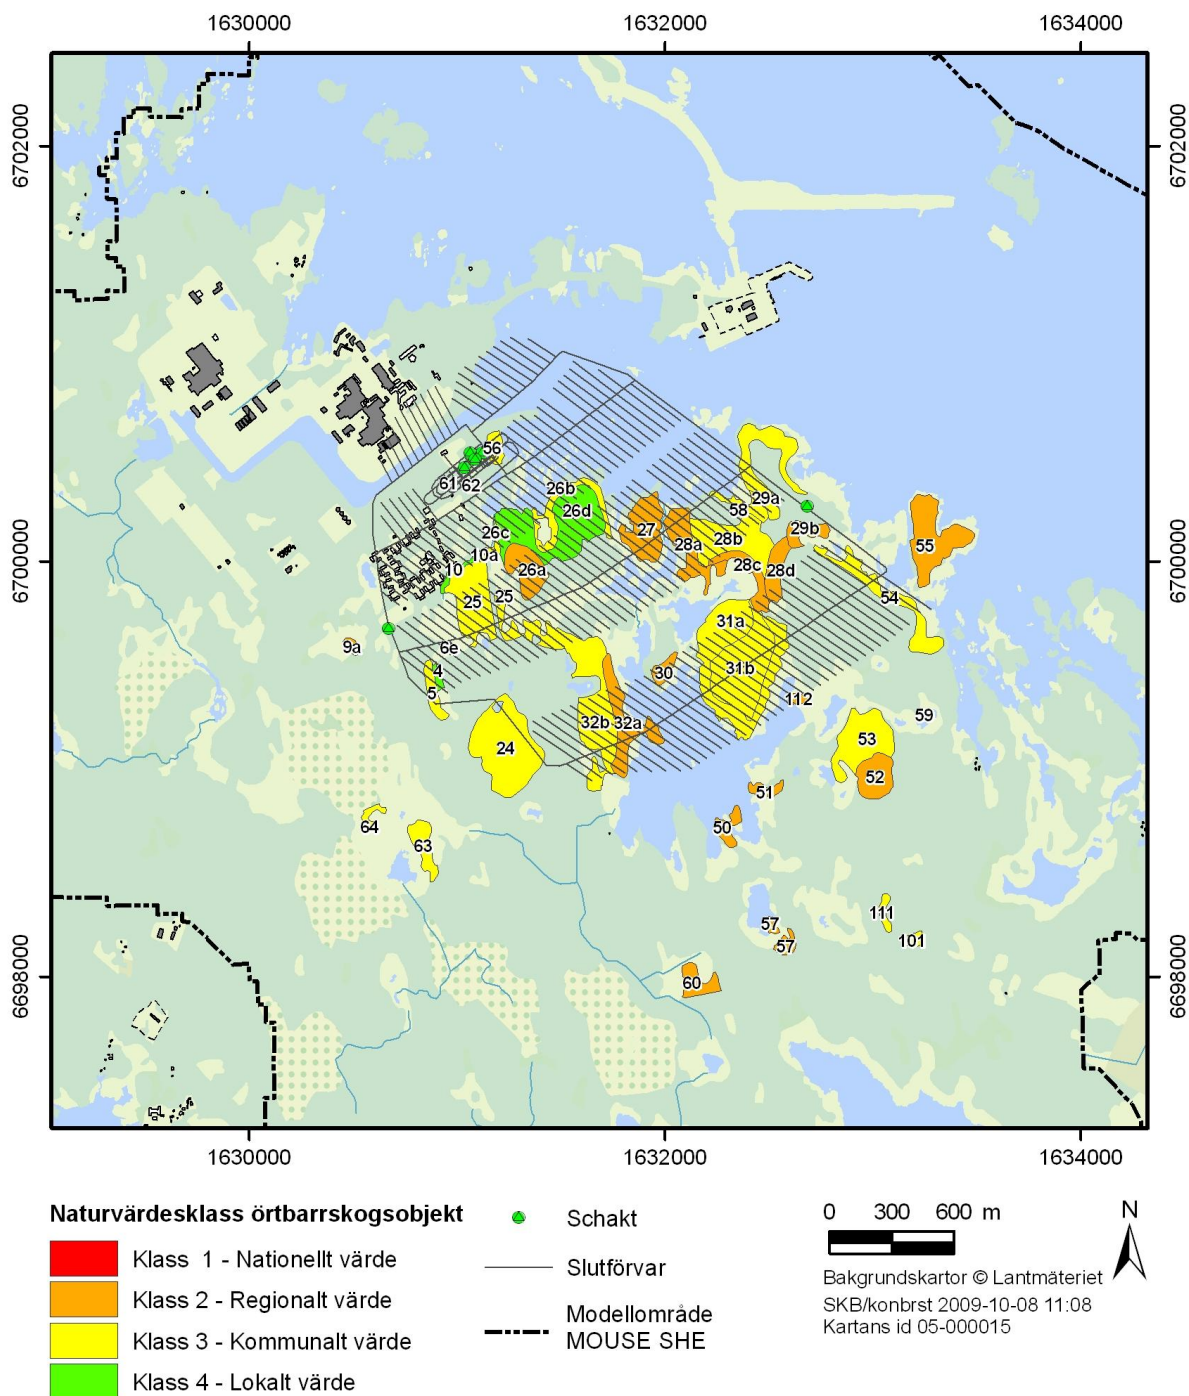 1630000 1632000 1634000
6702000 6702000
56
61 62
26b
26d
26c
10a
10
26a
25 25
27
28a
58
29a
28b
29b
28c
28d
55
54
6700000 6700000
9a
6e
4
5
31a
31b
30
112
59
24
32b 32a
53
52
51
50
64
63
57
57
111
101
60
6698000 6698000
1630000 1632000 1634000
Naturvärdesklass örtbarrskogsobjekt
Klass 1 - Nationellt värde
Klass 2 - Regionalt värde
Klass 3 - Kommunalt värde
Klass 4 - Lokalt värde
Schakt
Slutförvar
Modellområde
MOUSE SHE
0 300 600 m
N
Bakgrundskartor © Lantmäteriet
SKB/konbrst 2009-10-08 11:08
Kartans id 05-000015